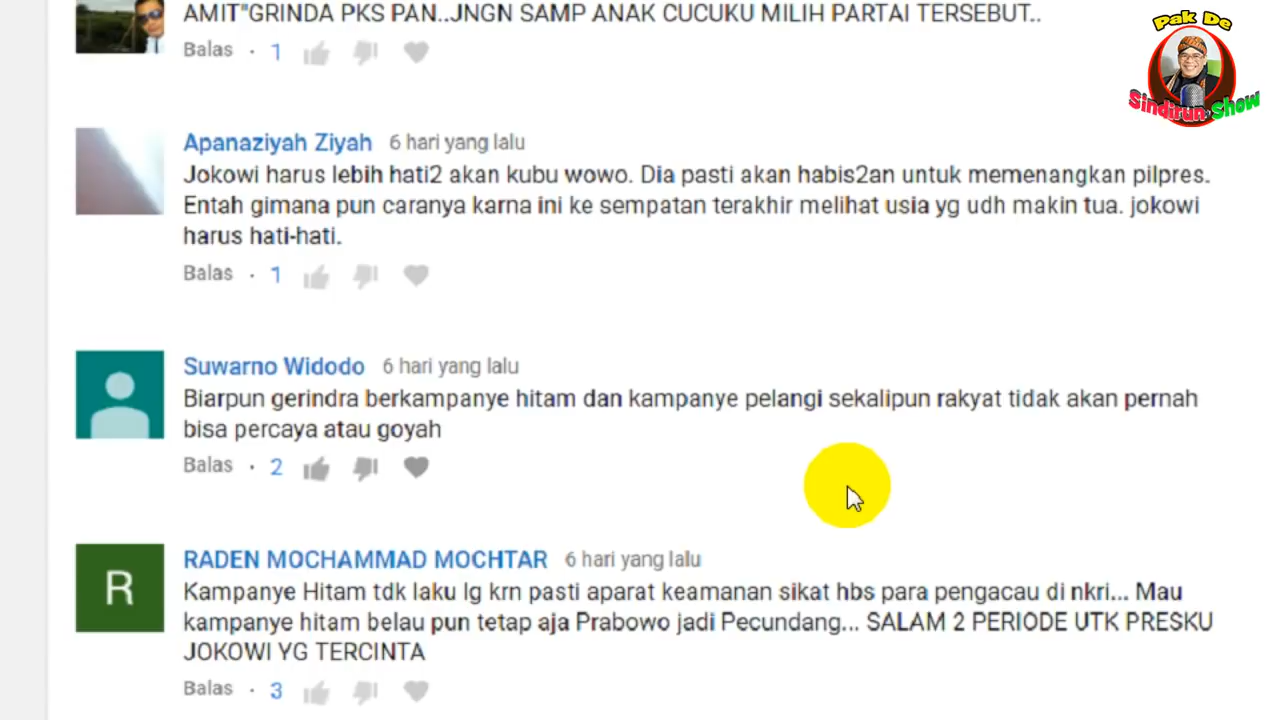 AMIT"GRINDA PKS PAN..JNGN SAMP ANAK CUCUKU MILIH PARTAI TERSEBUT..
Balas · 1
Pak De
Sindirun Show
Apanaziyah Ziyah 6 hari yang lalu
Jokowi harus lebih hati2 akan kubu wowo. Dia pasti akan habis2an untuk memenangkan pilpres.
Entah gimana pun caranya karna ini ke sempatan terakhir melihat usia yg udh makin tua. jokowi
harus hati-hati.
Balas · 1
Suwarno Widodo 6 hari yang lalu
Biarpun gerindra berkampanye hitam dan kampanye pelangi sekalipun rakyat tidak akan pernah
bisa percaya atau goyah
Balas · 2
R
RADEN MOCHAMMAD MOCHTAR 6 hari yang lalu
Kampanye Hitam tdk laku lg krn pasti aparat keamanan sikat hbs para pengacau di nkri... Mau
kampanye hitam belau pun tetap aja Prabowo jadi Pecundang... SALAM 2 PERIODE UTK PRESKU
JOKOWI YG TERCINTA
Balas · 3